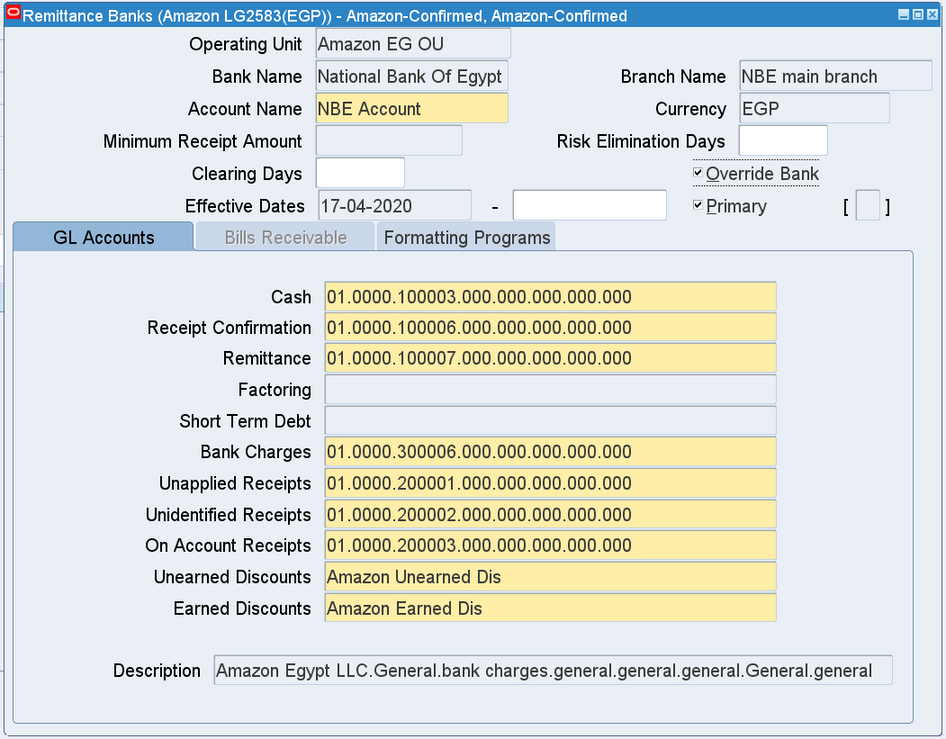 Remittance Banks (Amazon LG2583(EGP)) - Amazon-Confirmed, Amazon-Confirmed
Operating Unit Amazon EG OU
Bank Name National Bank Of Egypt Branch Name NBE main branch
Account Name NBE Account Currency EGP
Minimum Receipt Amount Risk Elimination Days
Clearing Days Override Bank
Effective Dates 17-04-2020 - Primary [ ]
GL Accounts Bills Receivable Formatting Programs
Cash 01.0000.100003.000.000.000.000.000
Receipt Confirmation 01.0000.100006.000.000.000.000.000
Remittance 01.0000.100007.000.000.000.000.000
Factoring
Short Term Debt
Bank Charges 01.0000.300006.000.000.000.000.000
Unapplied Receipts 01.0000.200001.000.000.000.000.000
Unidentified Receipts 01.0000.200002.000.000.000.000.000
On Account Receipts 01.0000.200003.000.000.000.000.000
Unearned Discounts Amazon Unearned Dis
Earned Discounts Amazon Earned Dis
Description Amazon Egypt LLC.General.bank charges.general.general.general.General.general